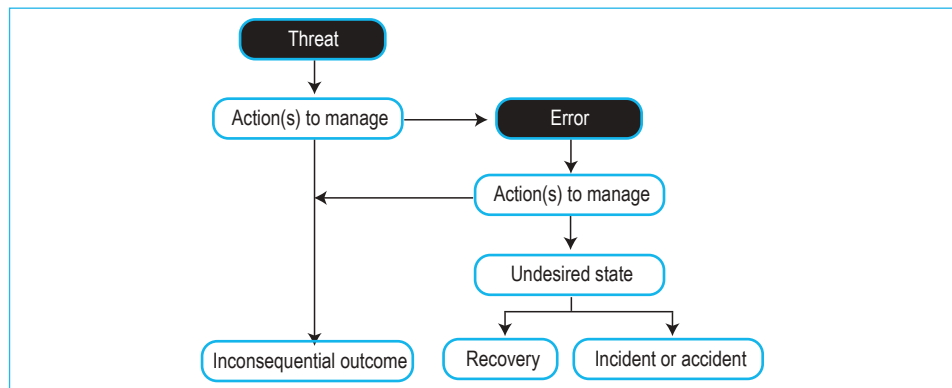 Threat
Action(s) to manage
Error
Action(s) to manage
Undesired state
Inconsequential outcome
Recovery
Incident or accident